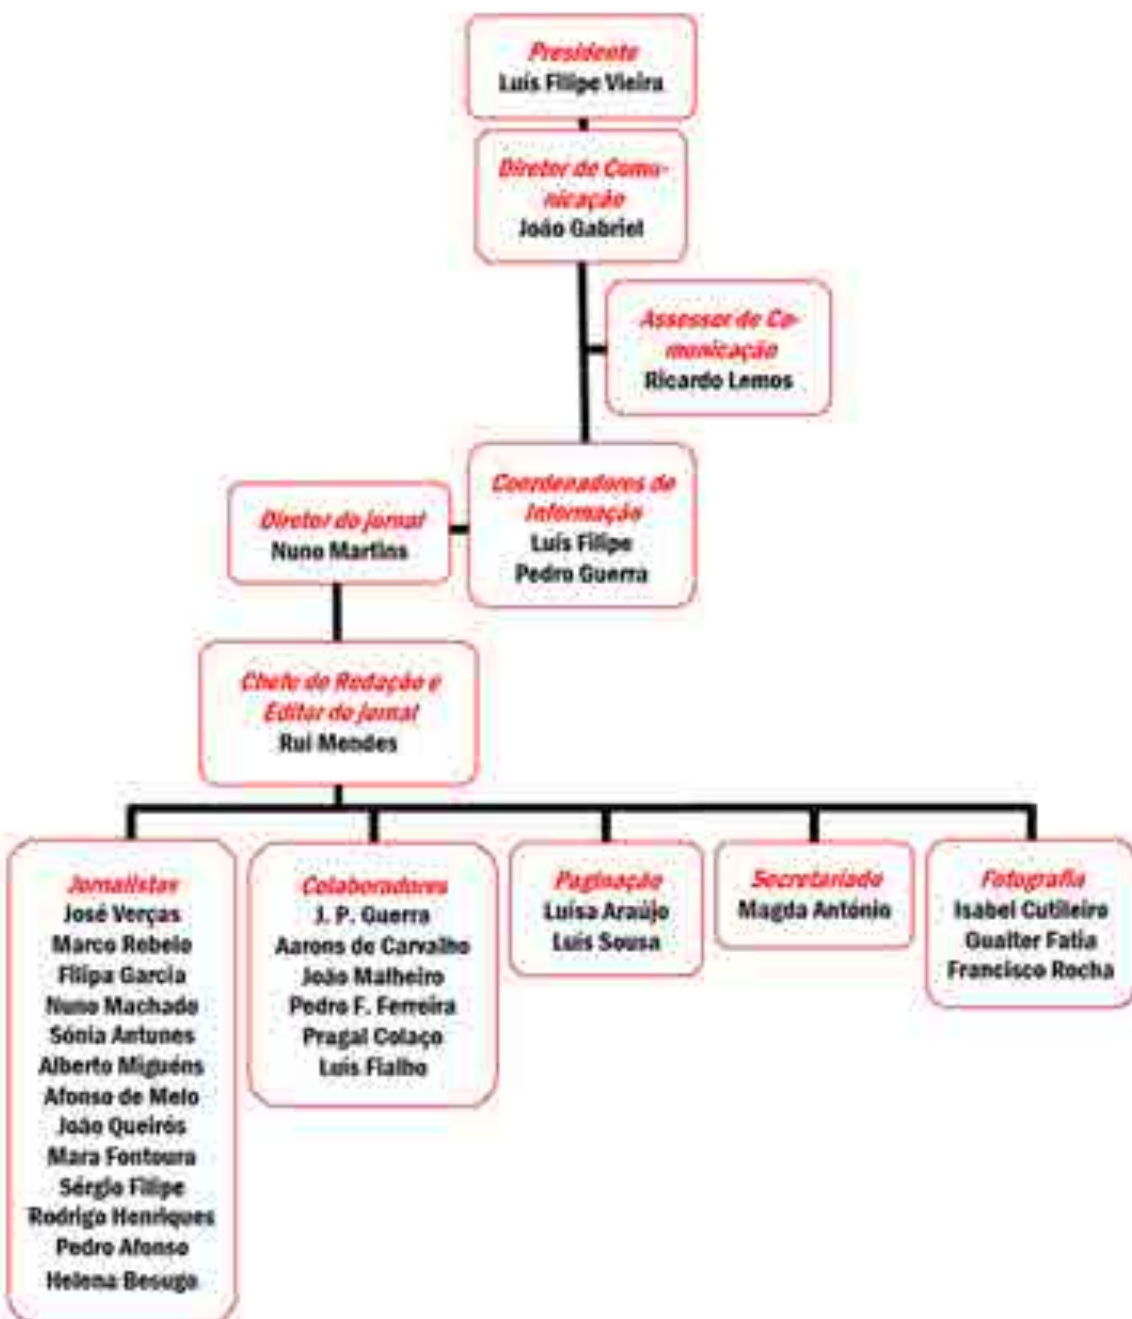 Presidente
Luís Filipe Vieira
Diretor de Comu-
nicação
João Gabriel
Assessor de Co-
municação
Ricardo Lemos
Coordenadores de
Informação
Luís Filipe
Pedro Guerra
Diretor do jornal
Nuno Martins
Chefe de Redação e
Editor do jornal
Rui Mendes
Jornalistas
José Verças
Marco Rebelo
Filipa Garcia
Nuno Machado
Sónia Antunes
Alberto Miguéns
Afonso de Melo
João Queirós
Mara Fontoura
Sérgio Filipe
Rodrigo Henriques
Pedro Afonso
Helena Besugo
Colaboradores
J. P. Guerra
Aarons de Carvalho
João Malheiro
Pedro F. Ferreira
Pragal Colaço
Luís Fialho
Paginação
Luísa Araújo
Luís Sousa
Secretariado
Magda António
Fotografia
Isabel Cutileiro
Gualter Fatia
Francisco Rocha